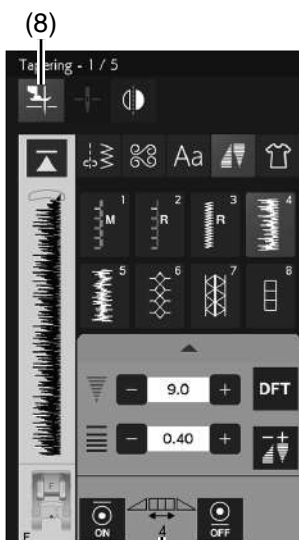 (8)
Tapering - 1 / 5
Aa
1 M 2 R 3 R 4
5 6 7 8
9.0 DFT
0.40
F
ON 4 OFF
F